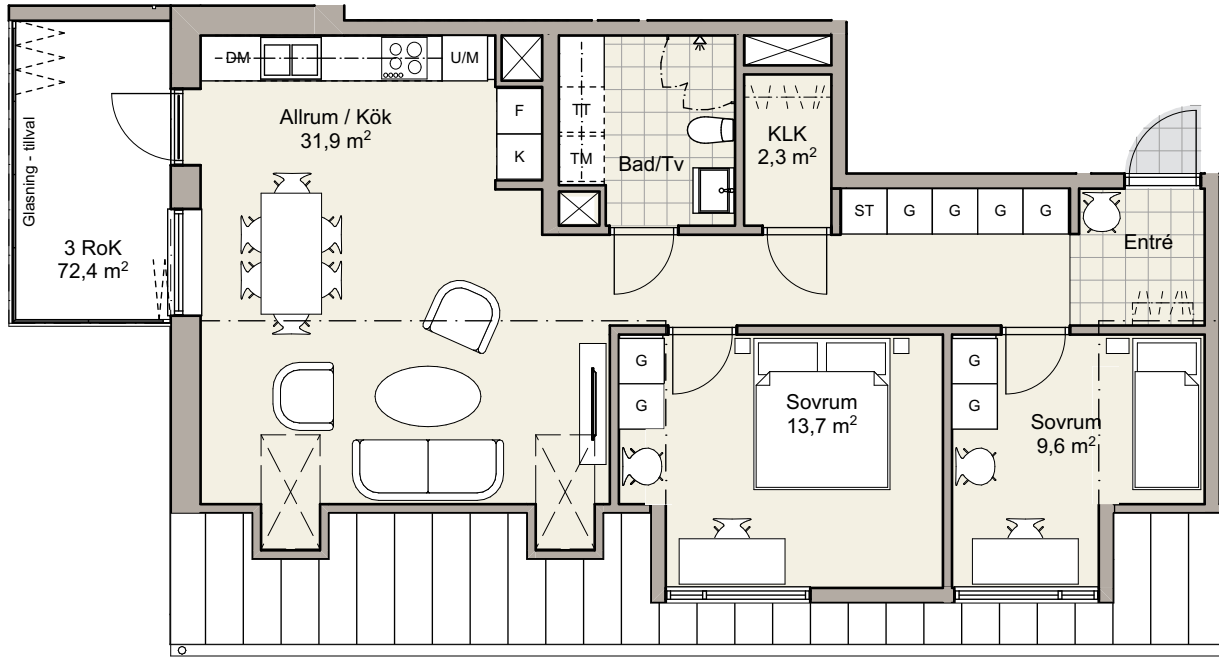 DM
U/M
Allrum / Kök
31,9 m²
F
K
TT
TM
Bad/Tv
KLK
2,3 m²
Glasning - tillval
3 RoK
72,4 m²
ST
G
G
G
G
Entré
G
G
Sovrum
13,7 m²
G
G
Sovrum
9,6 m²